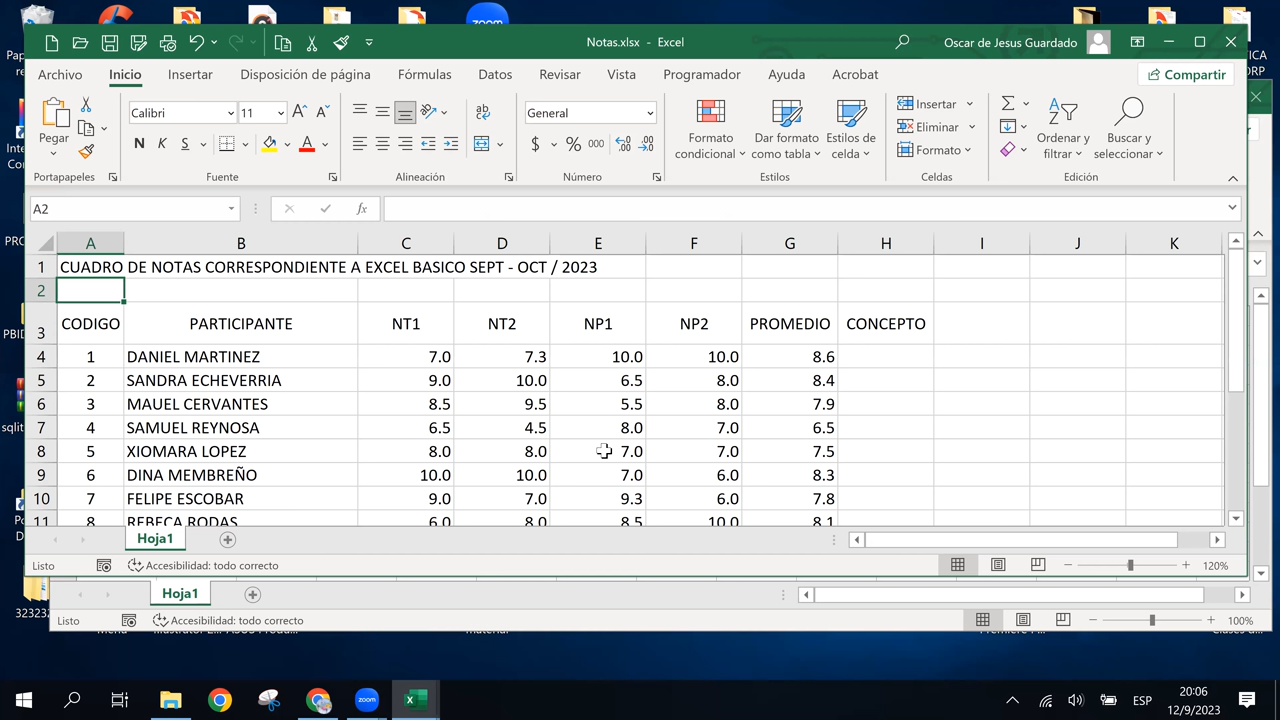 zoom
Notas.xlsx - Excel
Oscar de Jesus Guardado
Archivo Inicio Insertar Disposición de página Fórmulas Datos Revisar Vista Programador Ayuda Acrobat Compartir
Pegar
Calibri 11
General
N K S A
$ % 000
Formato condicional
Dar formato como tabla
Estilos de celda
Insertar
Eliminar
Formato
Ordenar y filtrar
Buscar y seleccionar
Portapapeles Fuente Alineación Número Estilos Celdas Edición
A2 fx
A B C D E F G H I J K
1 CUADRO DE NOTAS CORRESPONDIENTE A EXCEL BASICO SEPT - OCT / 2023
2
3 CODIGO PARTICIPANTE NT1 NT2 NP1 NP2 PROMEDIO CONCEPTO
4 1 DANIEL MARTINEZ 7.0 7.3 10.0 10.0 8.6
5 2 SANDRA ECHEVERRIA 9.0 10.0 6.5 8.0 8.4
6 3 MAUEL CERVANTES 8.5 9.5 5.5 8.0 7.9
7 4 SAMUEL REYNOSA 6.5 4.5 8.0 7.0 6.5
8 5 XIOMARA LOPEZ 8.0 8.0 7.0 7.0 7.5
9 6 DINA MEMBREÑO 10.0 10.0 7.0 6.0 8.3
10 7 FELIPE ESCOBAR 9.0 7.0 9.3 6.0 7.8
11 8 REBECA RODAS 6.0 8.0 8.5 10.0 8.1
Hoja1
Listo Accesibilidad: todo correcto 120%
Hoja1
Listo Accesibilidad: todo correcto 100%
zoom
ESP
20:06
12/9/2023